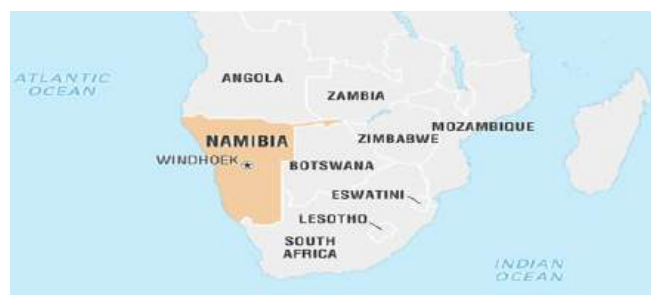 ATLANTIC
OCEAN
ANGOLA
ZAMBIA
MOZAMBIQUE
NAMIBIA
ZIMBABWE
WINDHOEK
BOTSWANA
ESWATINI
LESOTHO
SOUTH
AFRICA
INDIAN
OCEAN